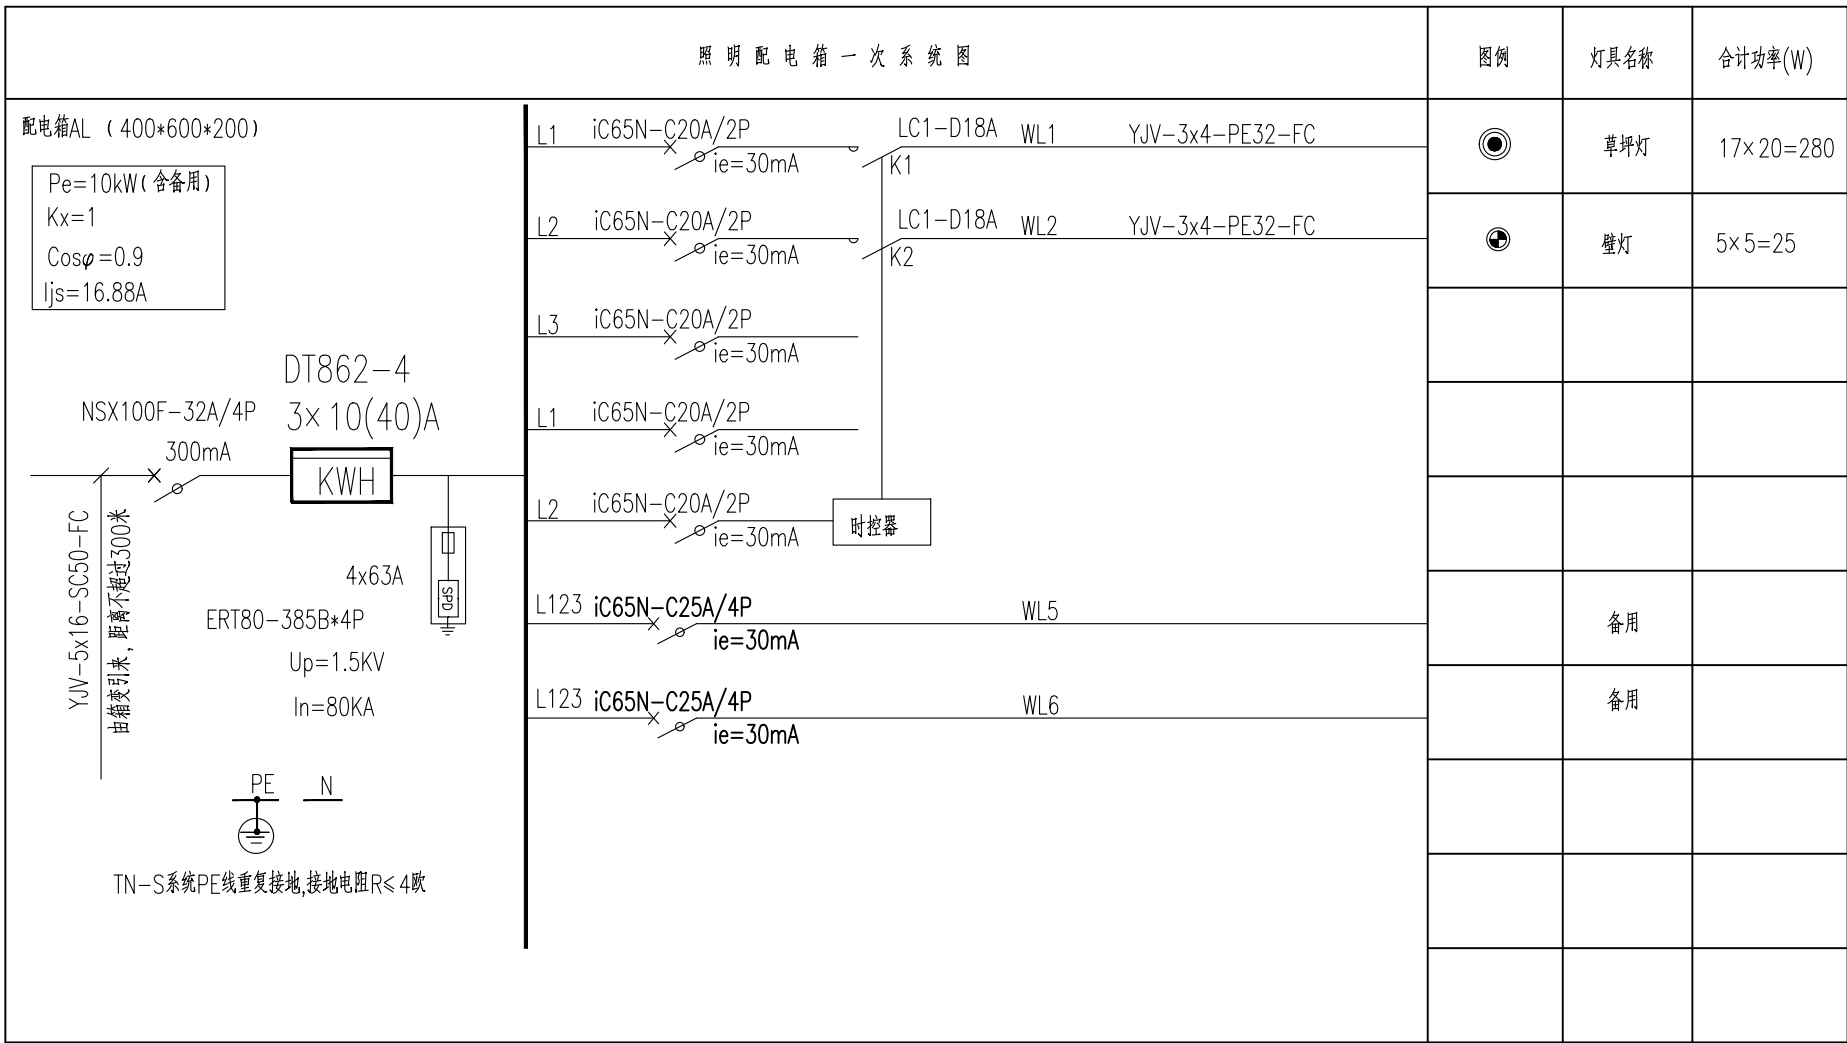 照明配电箱一次系统图
图例
灯具名称
合计功率(W)
配电箱AL (400*600*200)
Pe=10kW(含备用)
Kx=1
Cosφ=0.9
Ijs=16.88A
DT862-4
3×10(40)A
NSX100F-32A/4P
300mA
KWH
YJV-5x16-SC50-FC
由箱变引来,距离不超过300米
4x63A
SPD
ERT80-385B*4P
Up=1.5KV
In=80KA
PE
N
TN-S系统PE线重复接地,接地电阻R≤4欧
L1
iC65N-C20A/2P
ie=30mA
LC1-D18A
K1
WL1
YJV-3x4-PE32-FC
草坪灯
17×20=280
L2
iC65N-C20A/2P
ie=30mA
LC1-D18A
K2
WL2
YJV-3x4-PE32-FC
壁灯
5×5=25
L3
iC65N-C20A/2P
ie=30mA
L1
iC65N-C20A/2P
ie=30mA
L2
iC65N-C20A/2P
ie=30mA
时控器
L123
iC65N-C25A/4P
ie=30mA
WL5
备用
L123
iC65N-C25A/4P
ie=30mA
WL6
备用